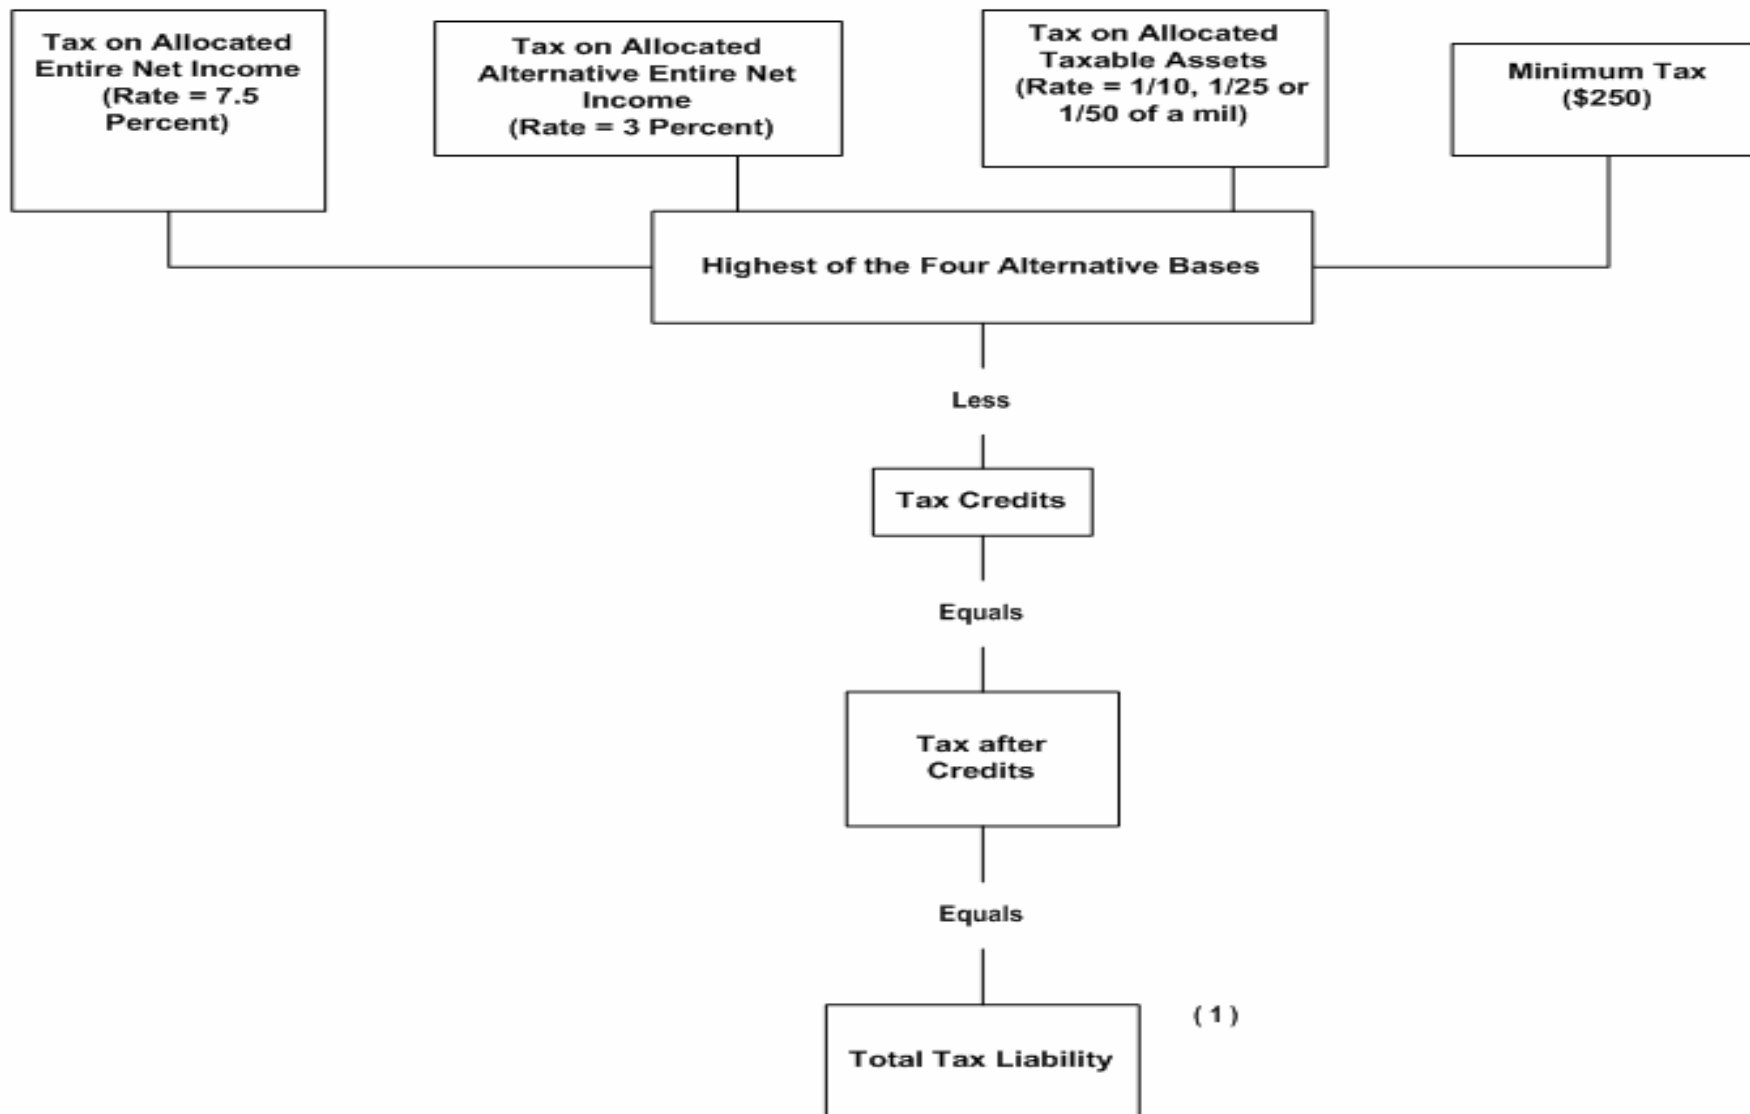 Tax on Allocated
Entire Net Income
(Rate = 7.5
Percent)
Tax on Allocated
Alternative Entire Net
Income
(Rate = 3 Percent)
Tax on Allocated
Taxable Assets
(Rate = 1/10, 1/25 or
1/50 of a mil)
Minimum Tax
($250)
Highest of the Four Alternative Bases
Less
Tax Credits
Equals
Tax after
Credits
Equals
( 1 )
Total Tax Liability